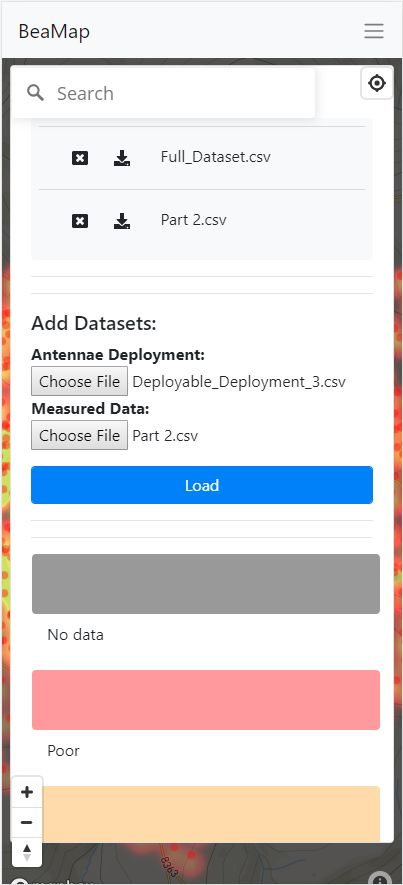 BeaMap
Search
Full_Dataset.csv
Part 2.csv
Add Datasets:
Antennae Deployment:
Choose File Deployable_Deployment_3.csv
Measured Data:
Choose File Part 2.csv
Load
No data
Poor
8363